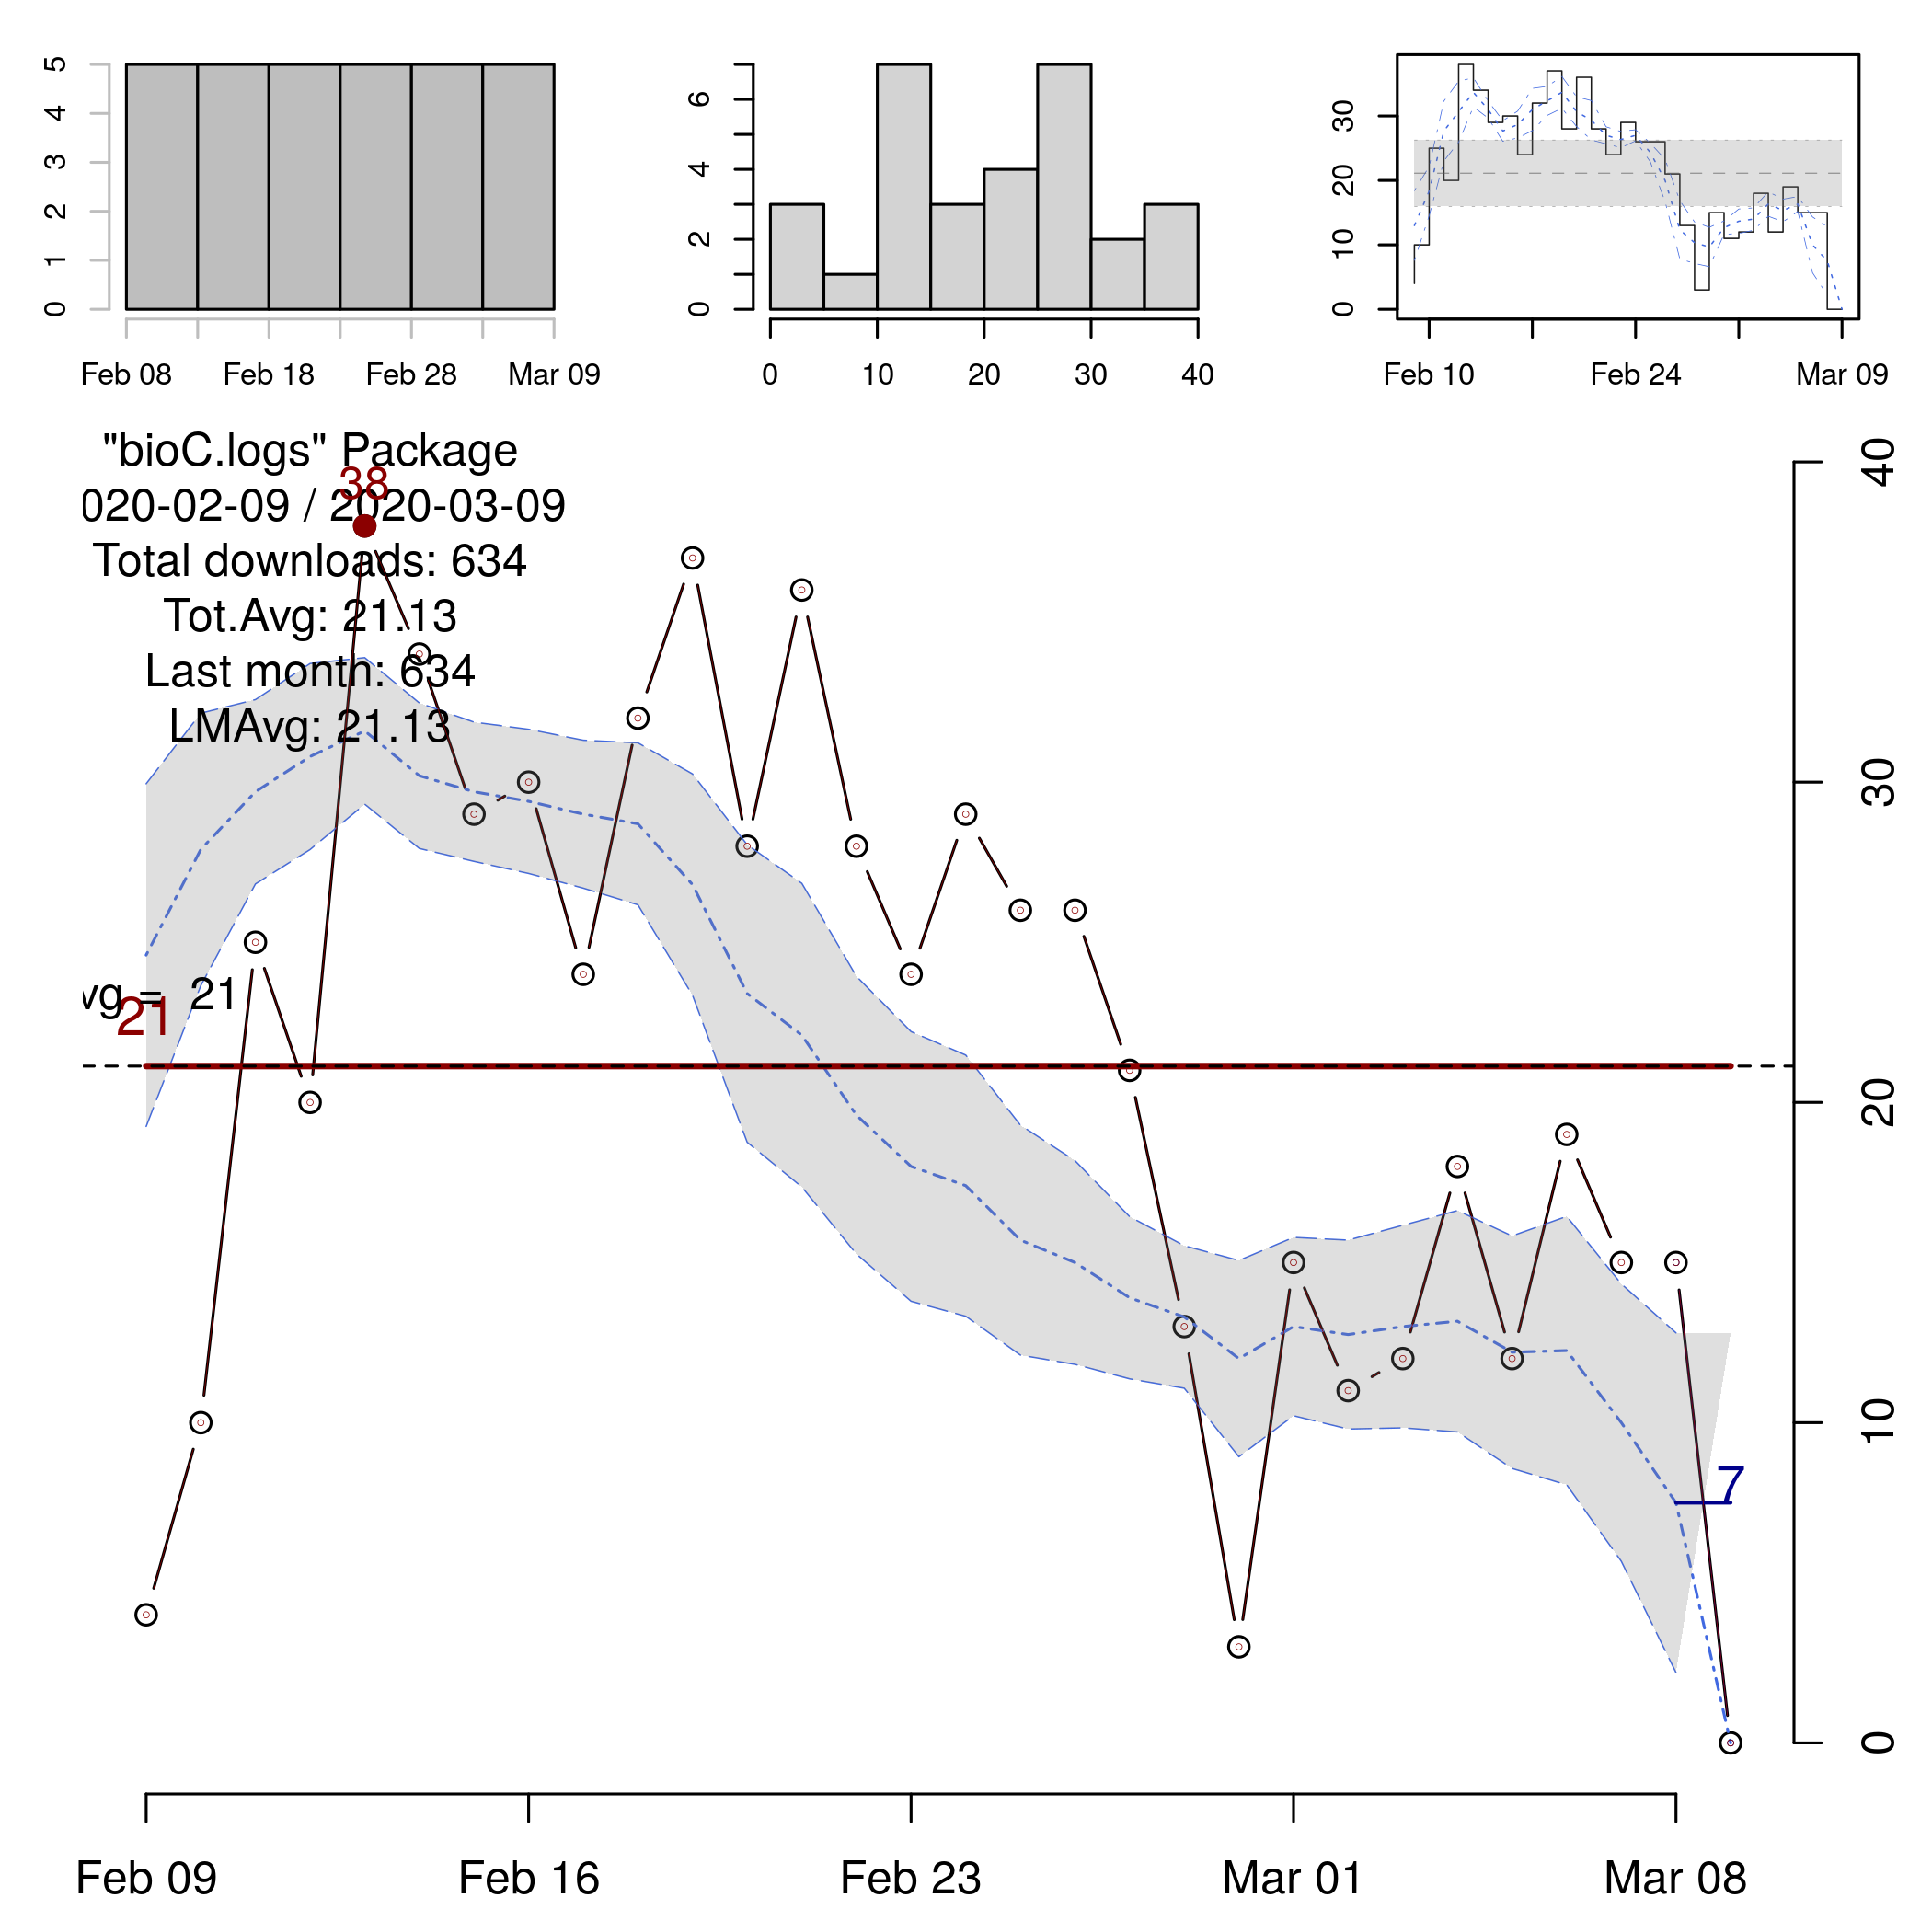 5
4
3
2
1
0
Feb 08 Feb 18 Feb 28 Mar 09
6
4
2
0
0 10 20 30 40
30
20
10
0
Feb 10 Feb 24 Mar 09
"bioC.logs" Package
38
020-02-09 / 2020-03-09
Total downloads: 634
Tot.Avg: 21.13
Last month: 634
LMAvg: 21.13
vg = 21
21
7
40
30
20
10
0
Feb 09 Feb 16 Feb 23 Mar 01 Mar 08